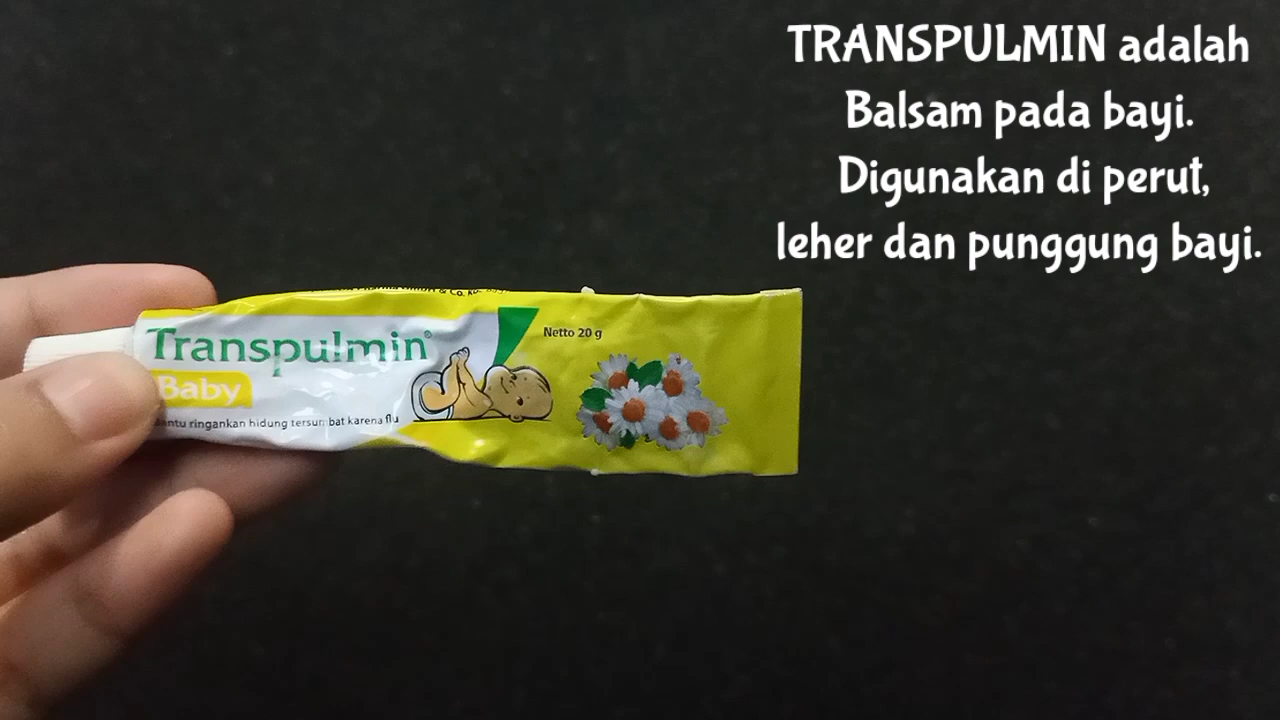 TRANSPULMIN adalah
Balsam pada bayi.
Digunakan di perut,
leher dan punggung bayi.
Transpulmin®
Netto 20 g
Baby
Bantu ringankan hidung tersumbat karena flu